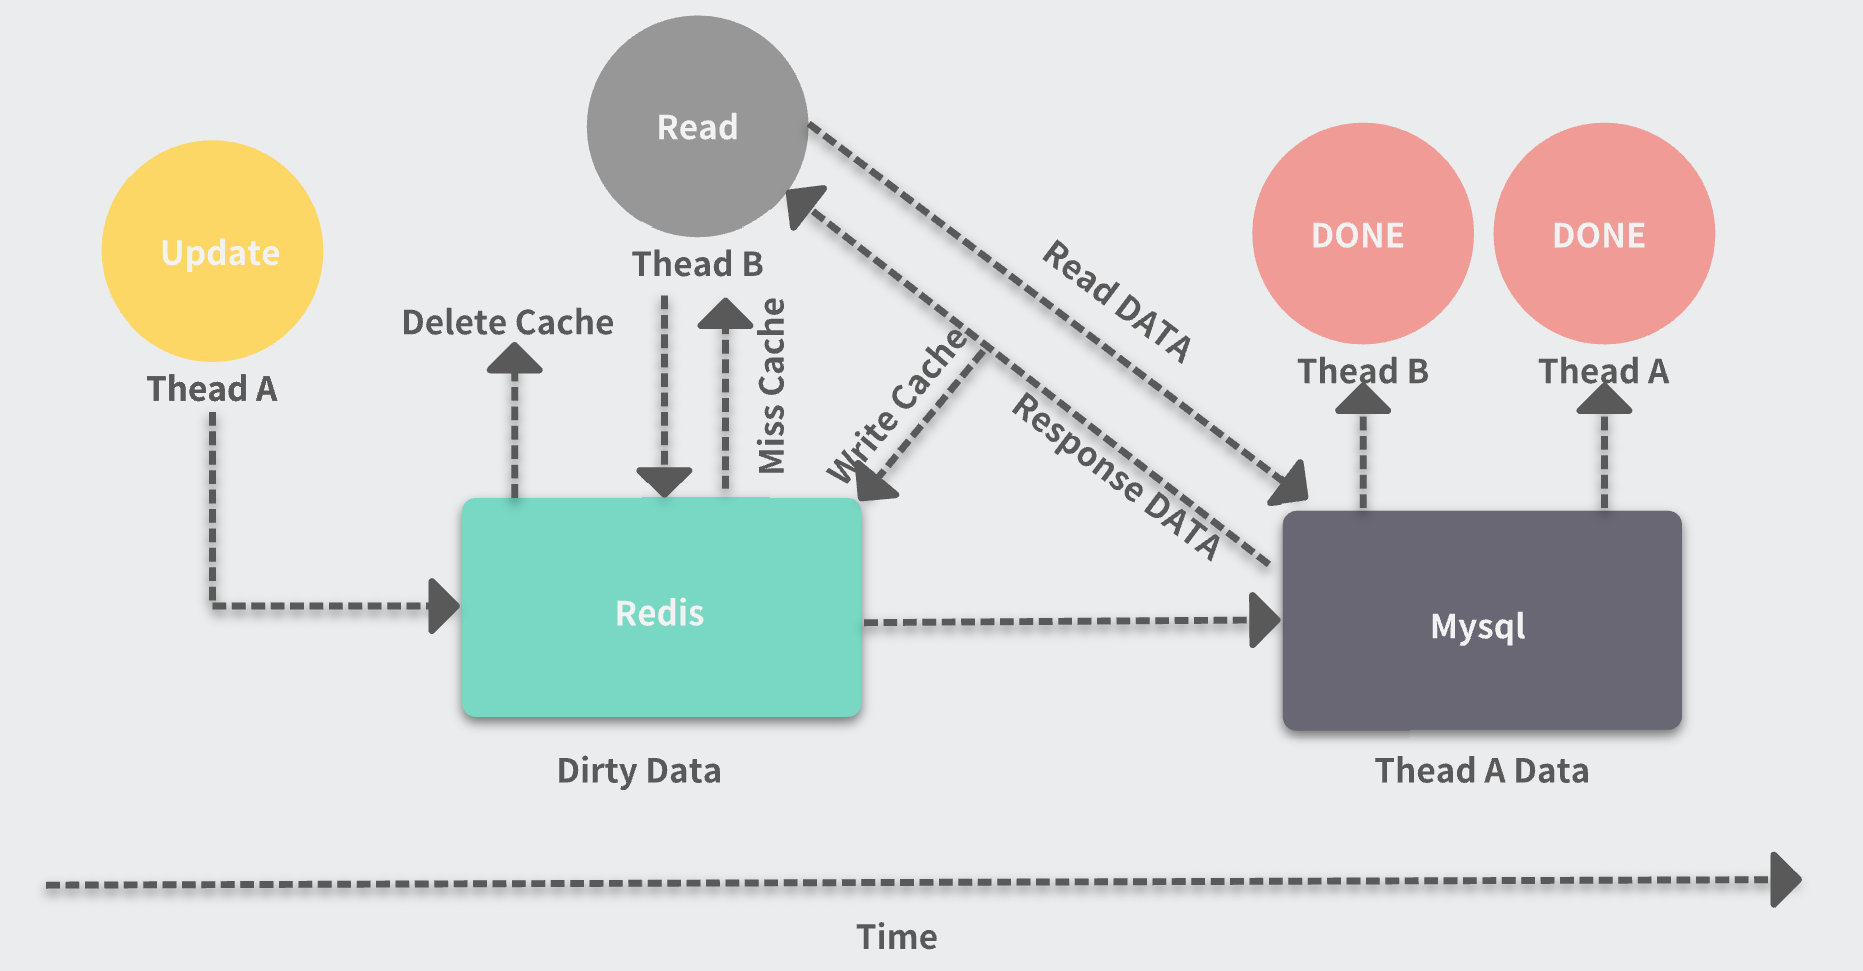 Read
Update
DONE
DONE
Thead B
Thead A
Delete Cache
Miss Cache
Read DATA
Write Cache
Response DATA
Thead B
Thead A
Redis
Mysql
Dirty Data
Thead A Data
Time